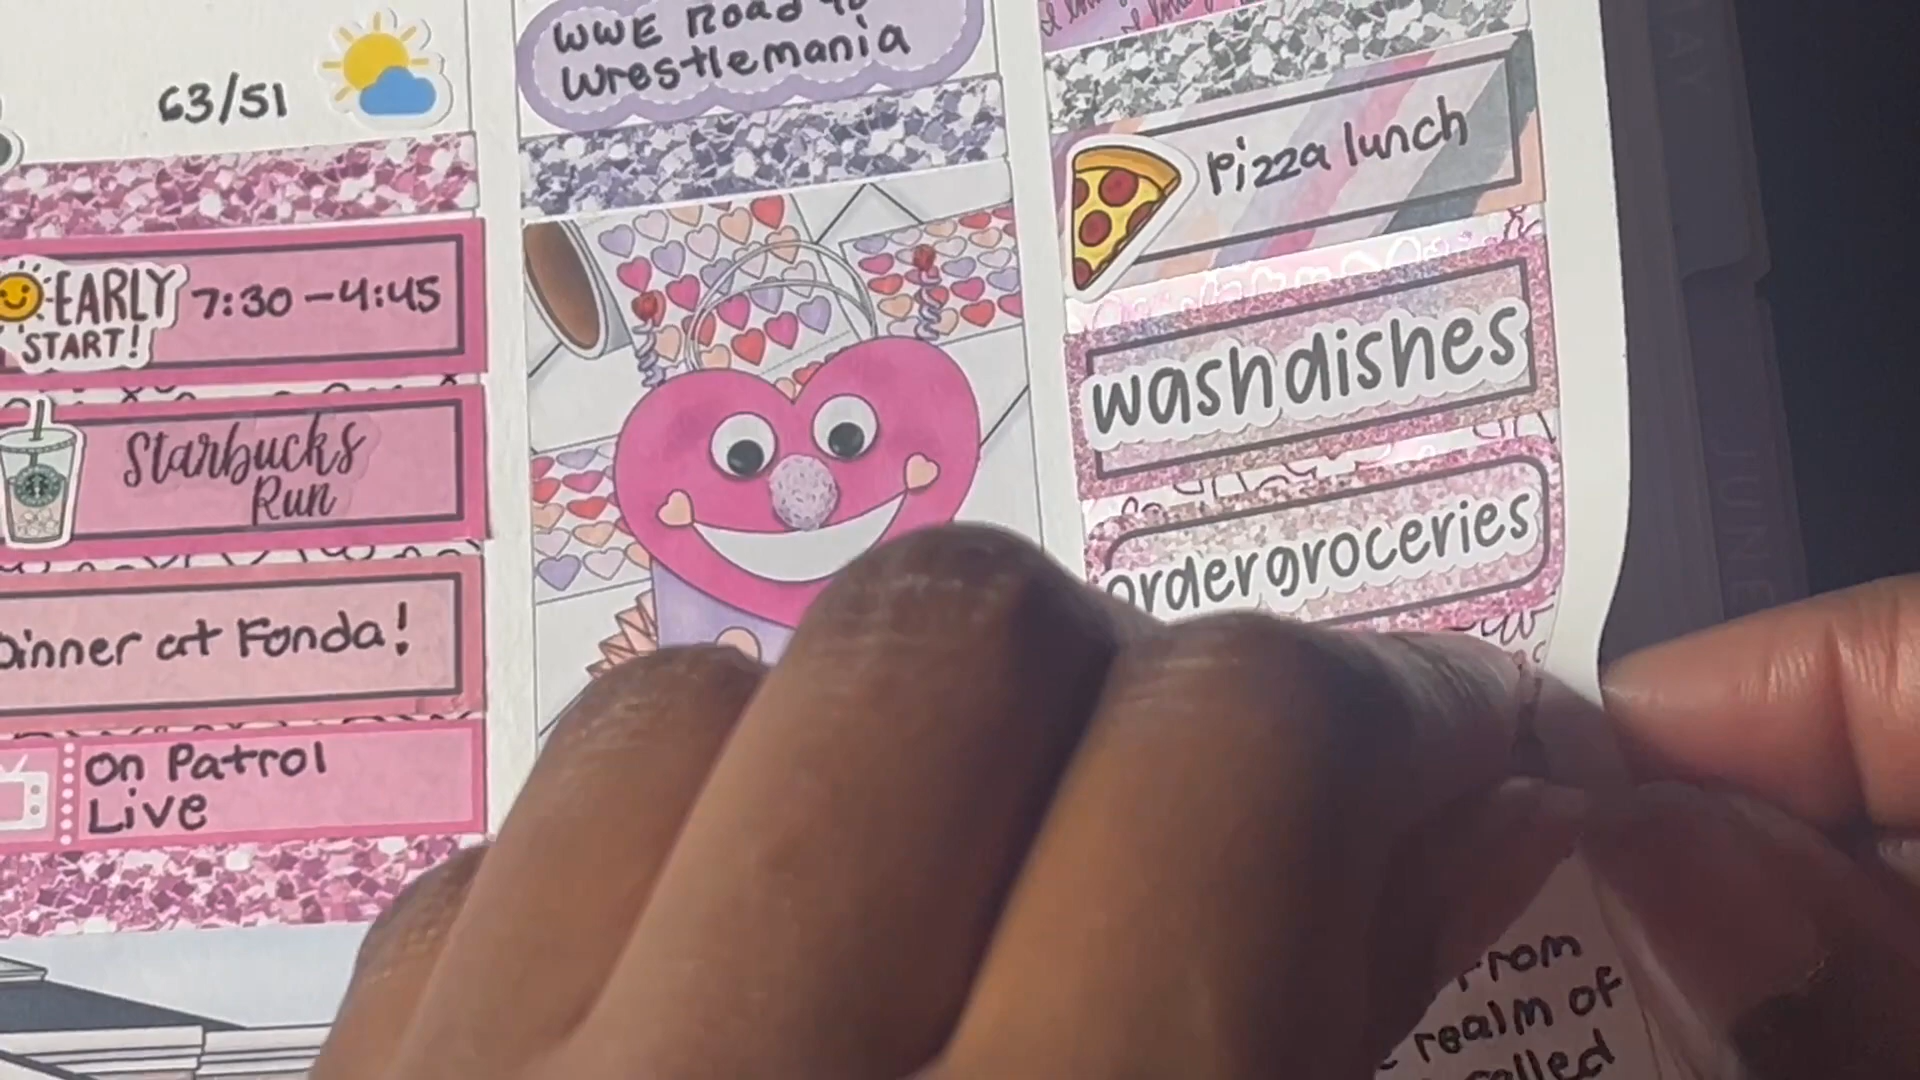 63/51
EARLY
START!
7:30-4:45
Starbucks
Run
Dinner at Fonda!
On Patrol
Live
WWE Road to
Wrestlemania
Pizza lunch
washdishes
ordergroceries
From
realm of
called
JUNE